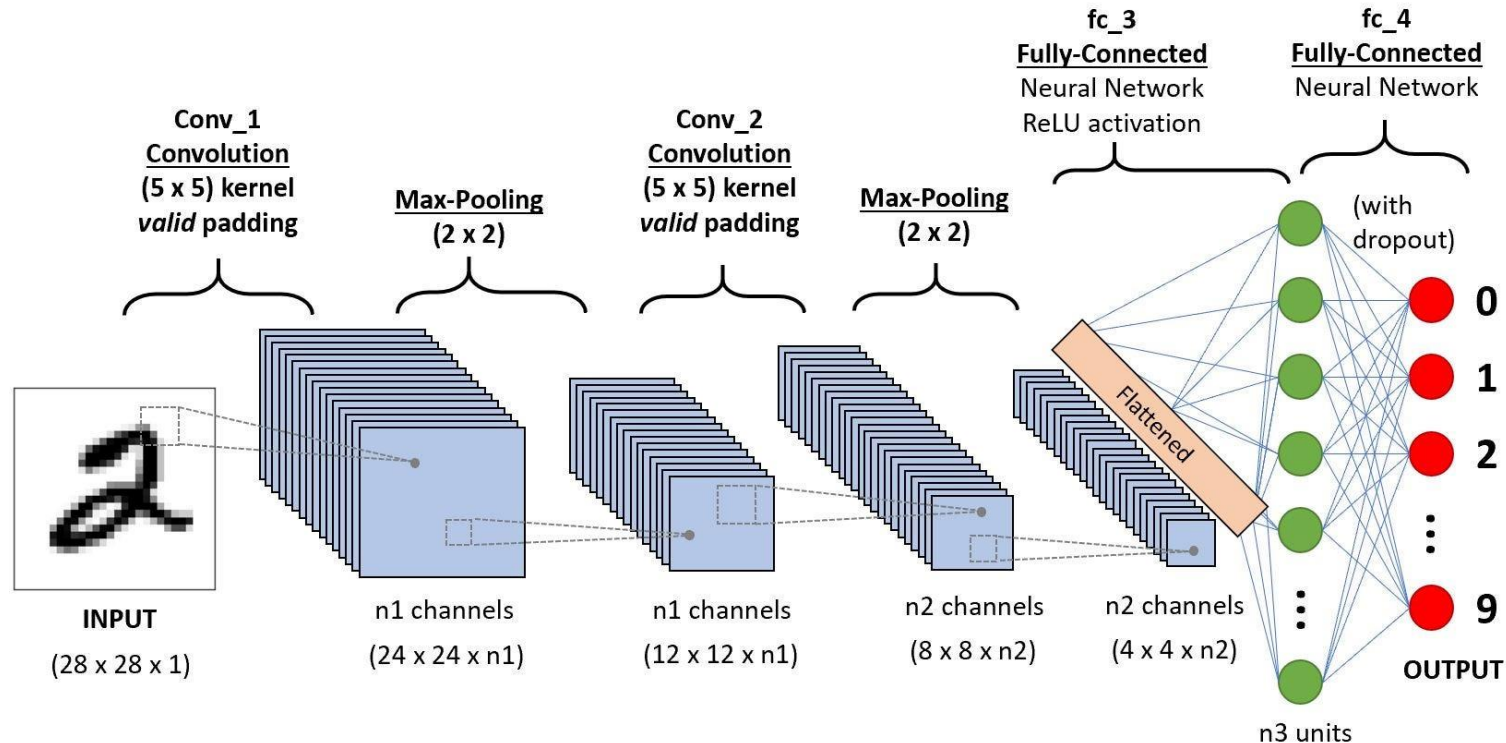 fc_3
Fully-Connected
Neural Network
ReLU activation
fc_4
Fully-Connected
Neural Network
Conv_1
Convolution
(5 x 5) kernel
valid padding
Max-Pooling
(2 x 2)
Conv_2
Convolution
(5 x 5) kernel
valid padding
Max-Pooling
(2 x 2)
(with
dropout)
2
Flattened
0
1
2
9
OUTPUT
INPUT
(28 x 28 x 1)
n1 channels
(24 x 24 x n1)
n1 channels
(12 x 12 x n1)
n2 channels
(8 x 8 x n2)
n2 channels
(4 x 4 x n2)
n3 units